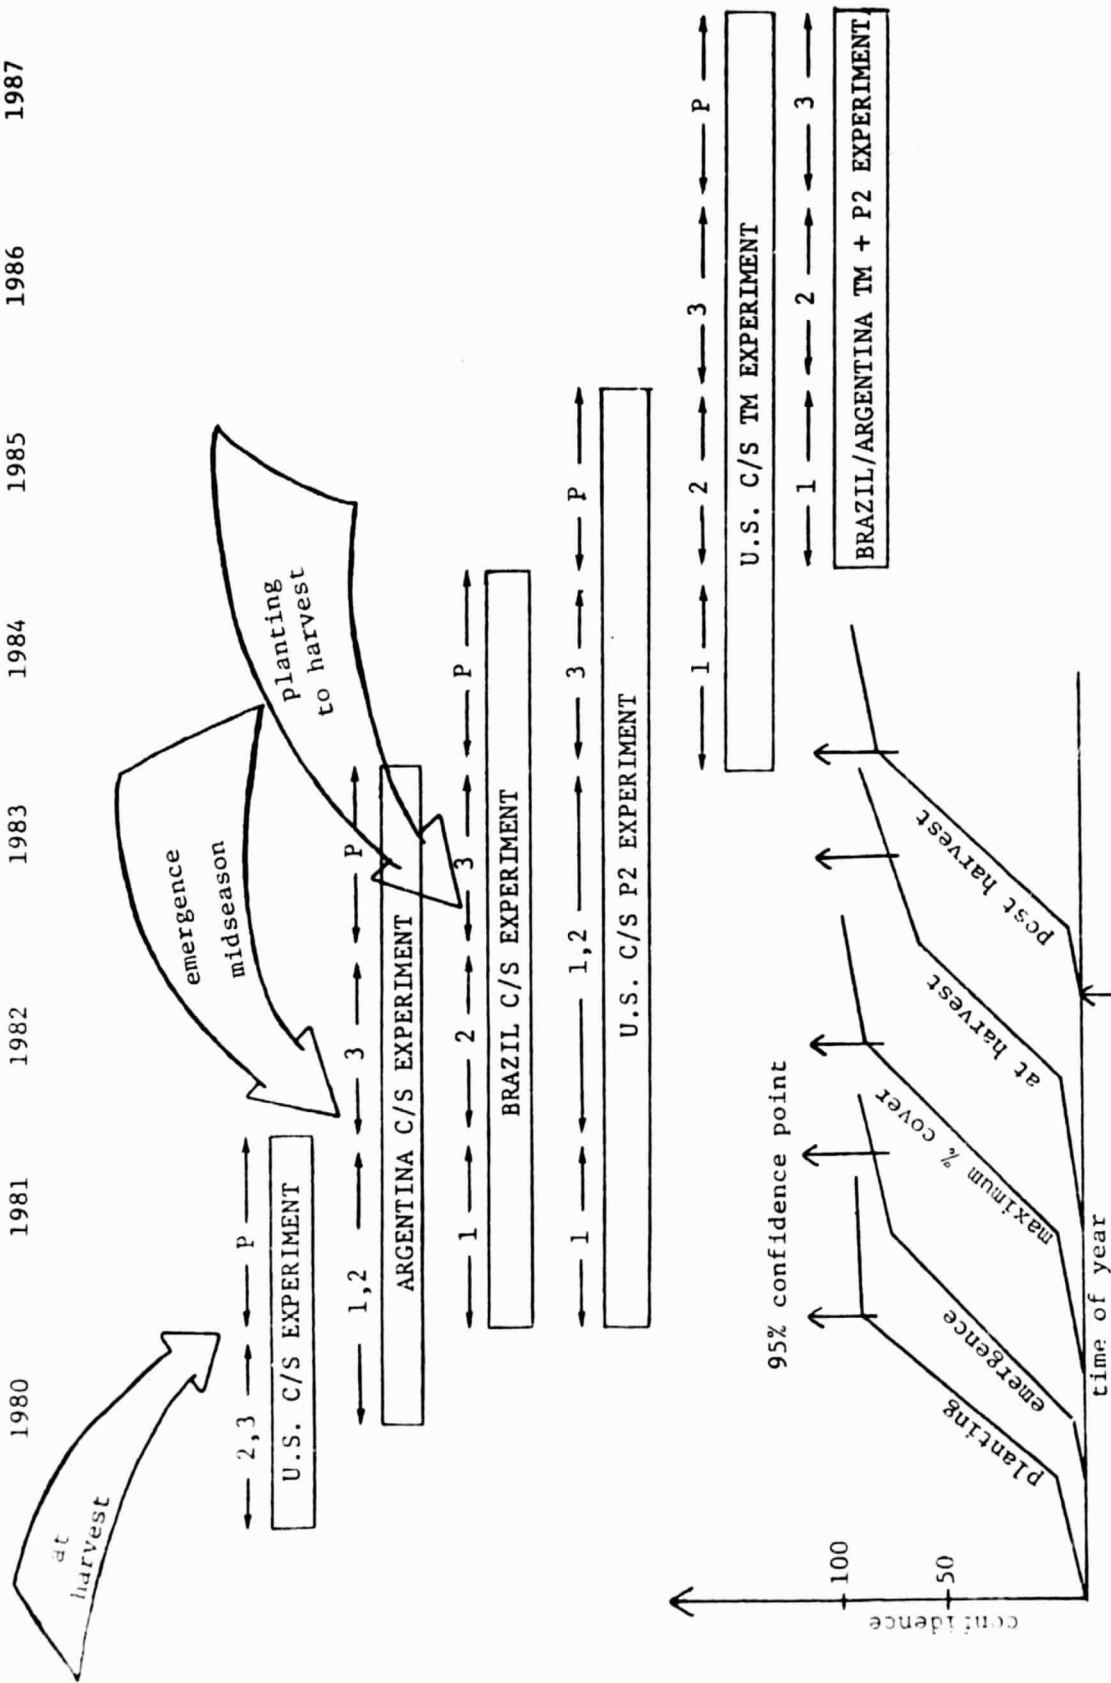 1980 1981 1982 1983 1984 1985 1986 1987
at
harvest
emergence
midseason
planting
to harvest
2,3 P
U.S. C/S EXPERIMENT
1,2 3 P
ARGENTINA C/S EXPERIMENT
1 2 3 P
BRAZIL C/S EXPERIMENT
1 1,2 3 P
U.S. C/S P2 EXPERIMENT
1 2 3 P
U.S. C/S TM EXPERIMENT
1 2 3
BRAZIL/ARGENTINA TM + P2 EXPERIMENT
95% confidence point
confidence
100
50
planting
emergence
maximum % cover
at harvest
post harvest
time of year